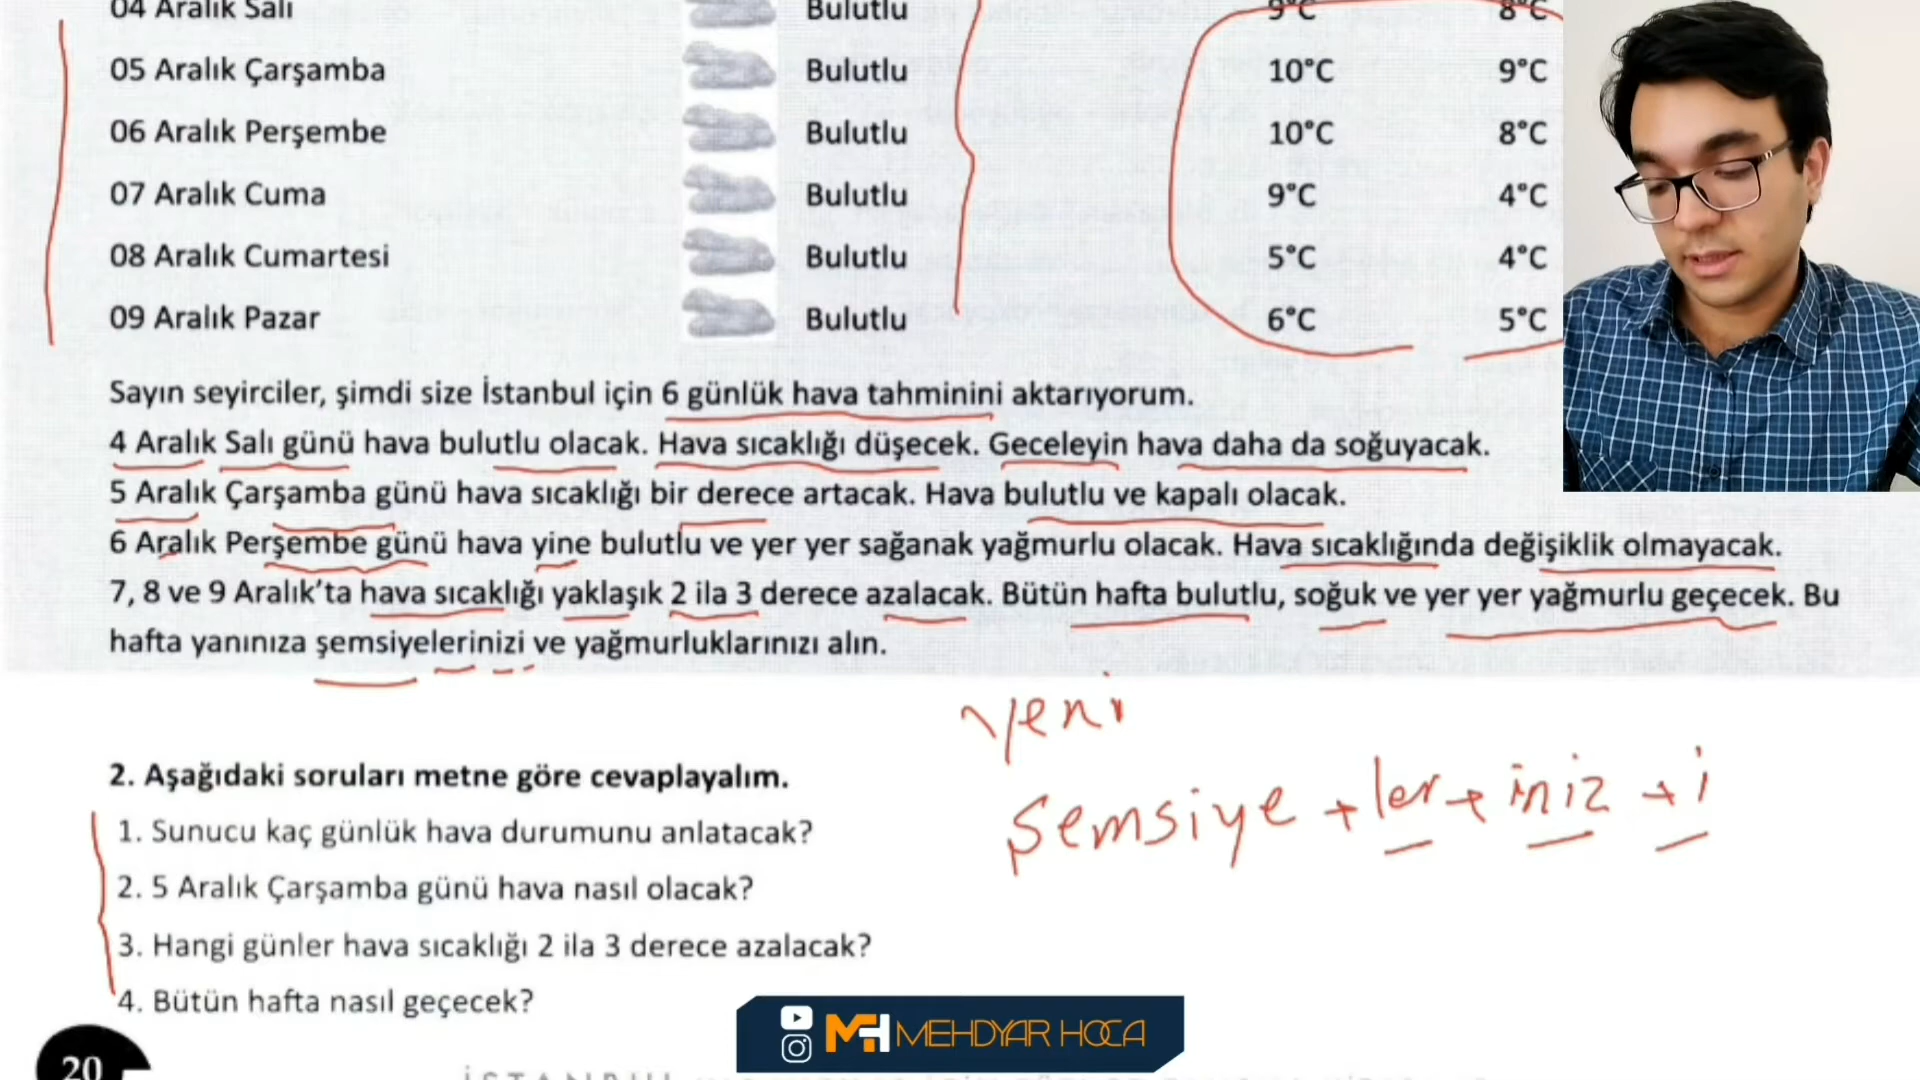 04 Aralık Salı Bulutlu 9°C 8°C
05 Aralık Çarşamba Bulutlu 10°C 9°C
06 Aralık Perşembe Bulutlu 10°C 8°C
07 Aralık Cuma Bulutlu 9°C 4°C
08 Aralık Cumartesi Bulutlu 5°C 4°C
09 Aralık Pazar Bulutlu 6°C 5°C
Sayın seyirciler, şimdi size İstanbul için 6 günlük hava tahminini aktarıyorum.
4 Aralık Salı günü hava bulutlu olacak. Hava sıcaklığı düşecek. Geceleyin hava daha da soğuyacak.
5 Aralık Çarşamba günü hava sıcaklığı bir derece artacak. Hava bulutlu ve kapalı olacak.
6 Aralık Perşembe günü hava yine bulutlu ve yer yer sağanak yağmurlu olacak. Hava sıcaklığında değişiklik olmayacak.
7, 8 ve 9 Aralık’ta hava sıcaklığı yaklaşık 2 ila 3 derece azalacak. Bütün hafta bulutlu, soğuk ve yer yer yağmurlu geçecek. Bu
hafta yanınıza şemsiyelerinizi ve yağmurluklarınızı alın.
yeni
şemsiye + ler + iniz + i
2. Aşağıdaki soruları metne göre cevaplayalım.
1. Sunucu kaç günlük hava durumunu anlatacak?
2. 5 Aralık Çarşamba günü hava nasıl olacak?
3. Hangi günler hava sıcaklığı 2 ila 3 derece azalacak?
4. Bütün hafta nasıl geçecek?
MEHDYAR HOCA
20